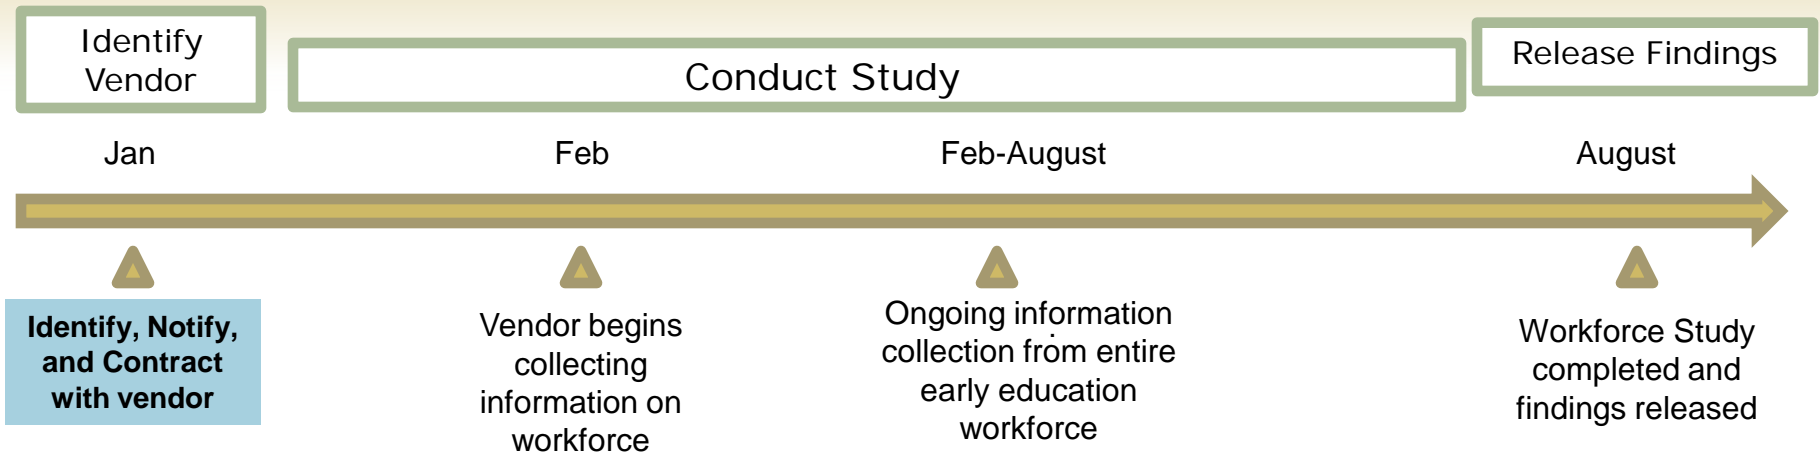 Identify
Vendor
Conduct Study
Release Findings
Jan
Feb
Feb-August
August
Identify, Notify,
and Contract
with vendor
Vendor begins
collecting
information on
workforce
Ongoing information
collection from entire
early education
workforce
.
Workforce Study
completed and
findings released